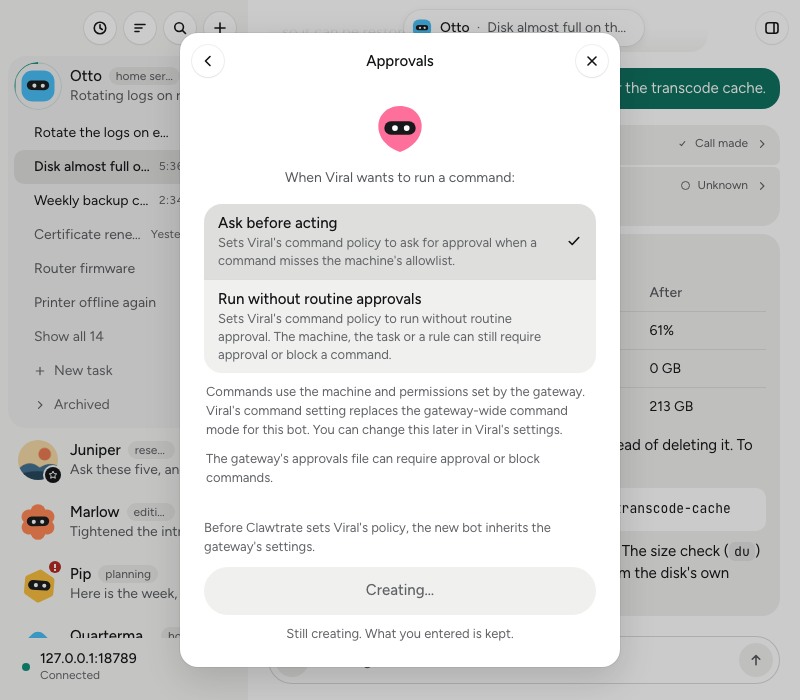 Otto · Disk almost full on th...
Otto home ser...
Rotating logs on
Rotate the logs on e...
Disk almost full o... 5:36
Weekly backup c... 2:34
Certificate rene... Yeste
Router firmware
Printer offline again
Show all 14
New task
Archived
Juniper rese...
Ask these five, an
Marlow editi...
Tightened the intr
Pip planning
Here is the week,
Quarterma
127.0.0.1:18789
Connected
Approvals
When Viral wants to run a command:
Ask before acting
Sets Viral's command policy to ask for approval when a
command misses the machine's allowlist.
Run without routine approvals
Sets Viral's command policy to run without routine
approval. The machine, the task or a rule can still require
approval or block a command.
Commands use the machine and permissions set by the gateway.
Viral's command setting replaces the gateway-wide command
mode for this bot. You can change this later in Viral's settings.
The gateway's approvals file can require approval or block
commands.
Before Clawtrate sets Viral's policy, the new bot inherits the
gateway's settings.
Creating...
Still creating. What you entered is kept.
the transcode cache.
Call made
Unknown
After
61%
0 GB
213 GB
ead of deleting it. To
transcode-cache
The size check (du)
m the disk's own